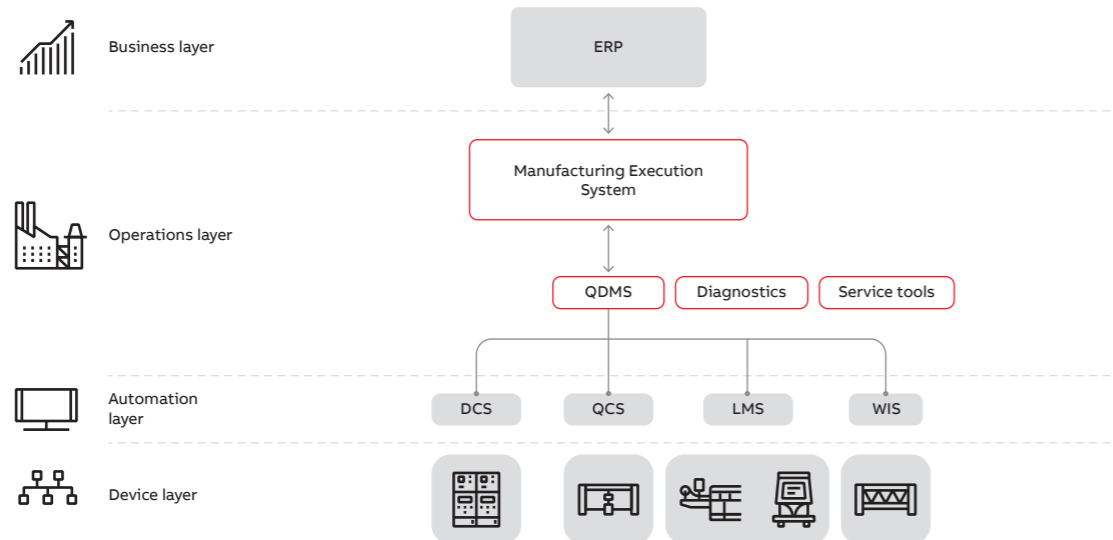 Business layer
ERP
Manufacturing Execution
System
Operations layer
QDMS
Diagnostics
Service tools
Automation
layer
DCS
QCS
LMS
WIS
Device layer